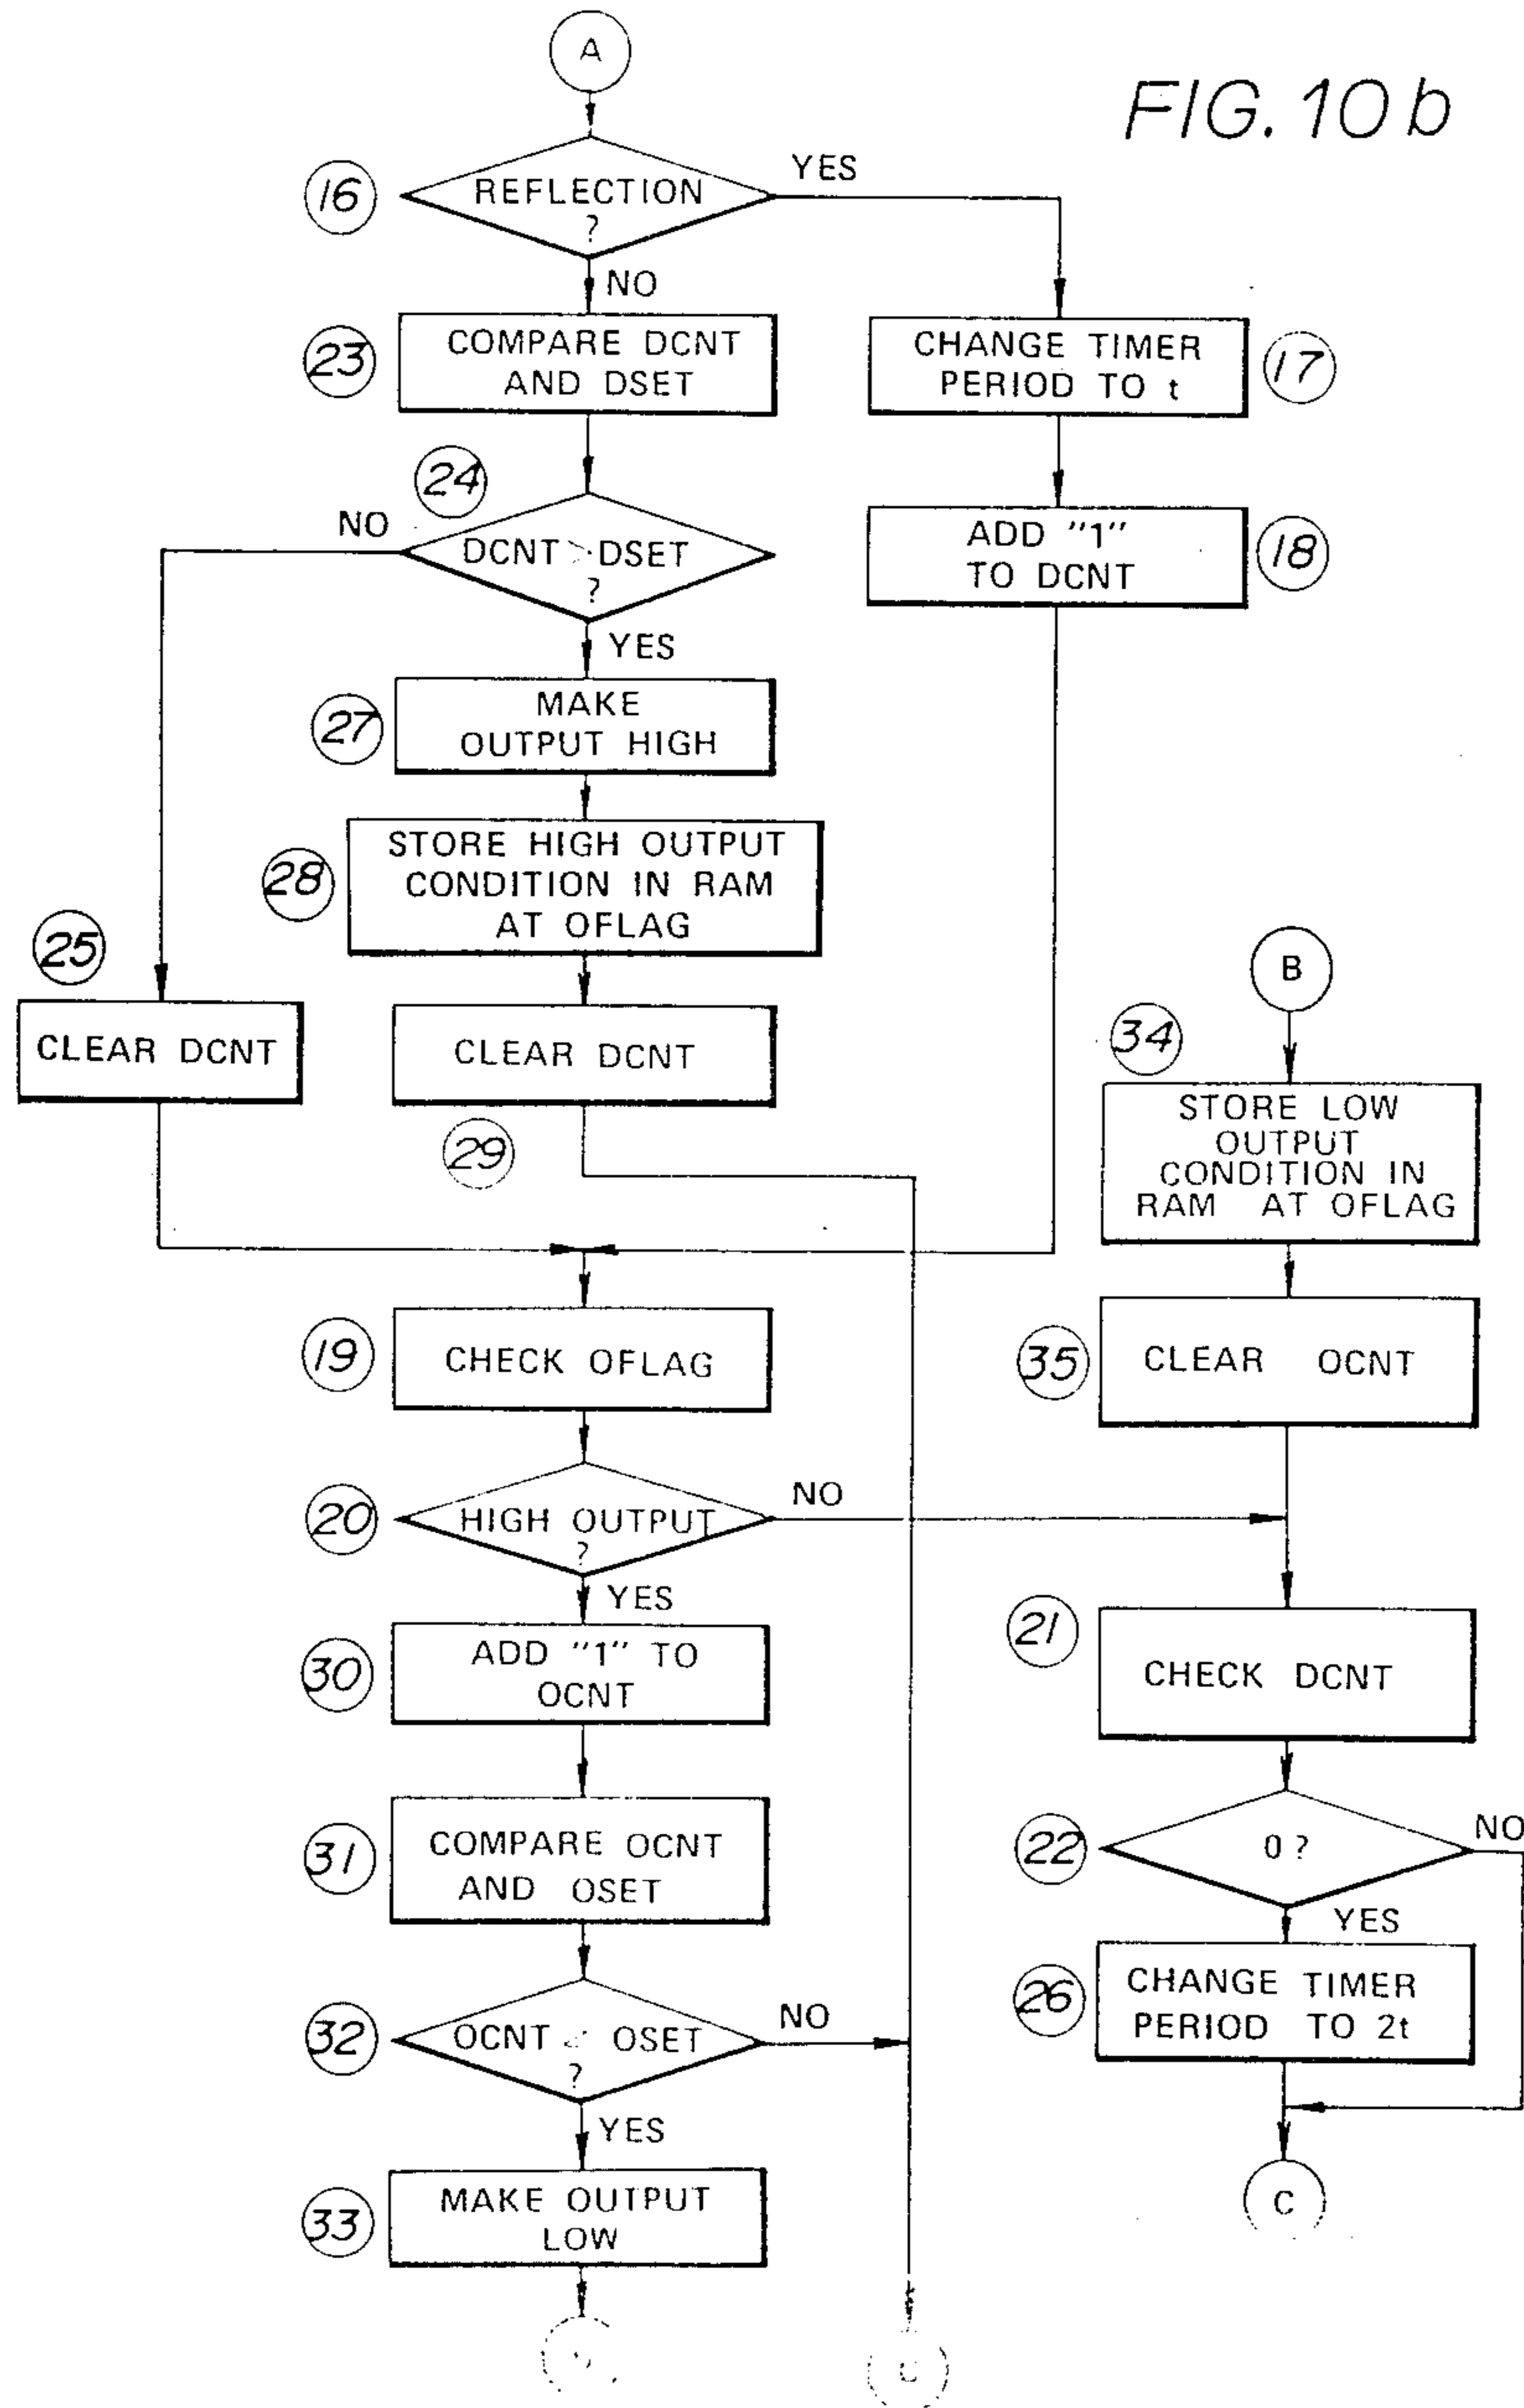 FIG. 10b
A
16
REFLECTION
?
YES
NO
23
COMPARE DCNT
AND DSET
CHANGE TIMER
PERIOD TO t
17
24
NO
DCNT > DSET
?
YES
ADD "1"
TO DCNT
18
27
MAKE
OUTPUT HIGH
28
STORE HIGH OUTPUT
CONDITION IN RAM
AT OFLAG
25
CLEAR DCNT
CLEAR DCNT
29
B
34
STORE LOW
OUTPUT
CONDITION IN
RAM AT OFLAG
35
CLEAR OCNT
19
CHECK OFLAG
20
HIGH OUTPUT
?
NO
YES
30
ADD "1" TO
OCNT
21
CHECK DCNT
31
COMPARE OCNT
AND OSET
22
0 ?
NO
YES
26
CHANGE TIMER
PERIOD TO 2t
32
OCNT < OSET
?
NO
YES
33
MAKE OUTPUT
LOW
C